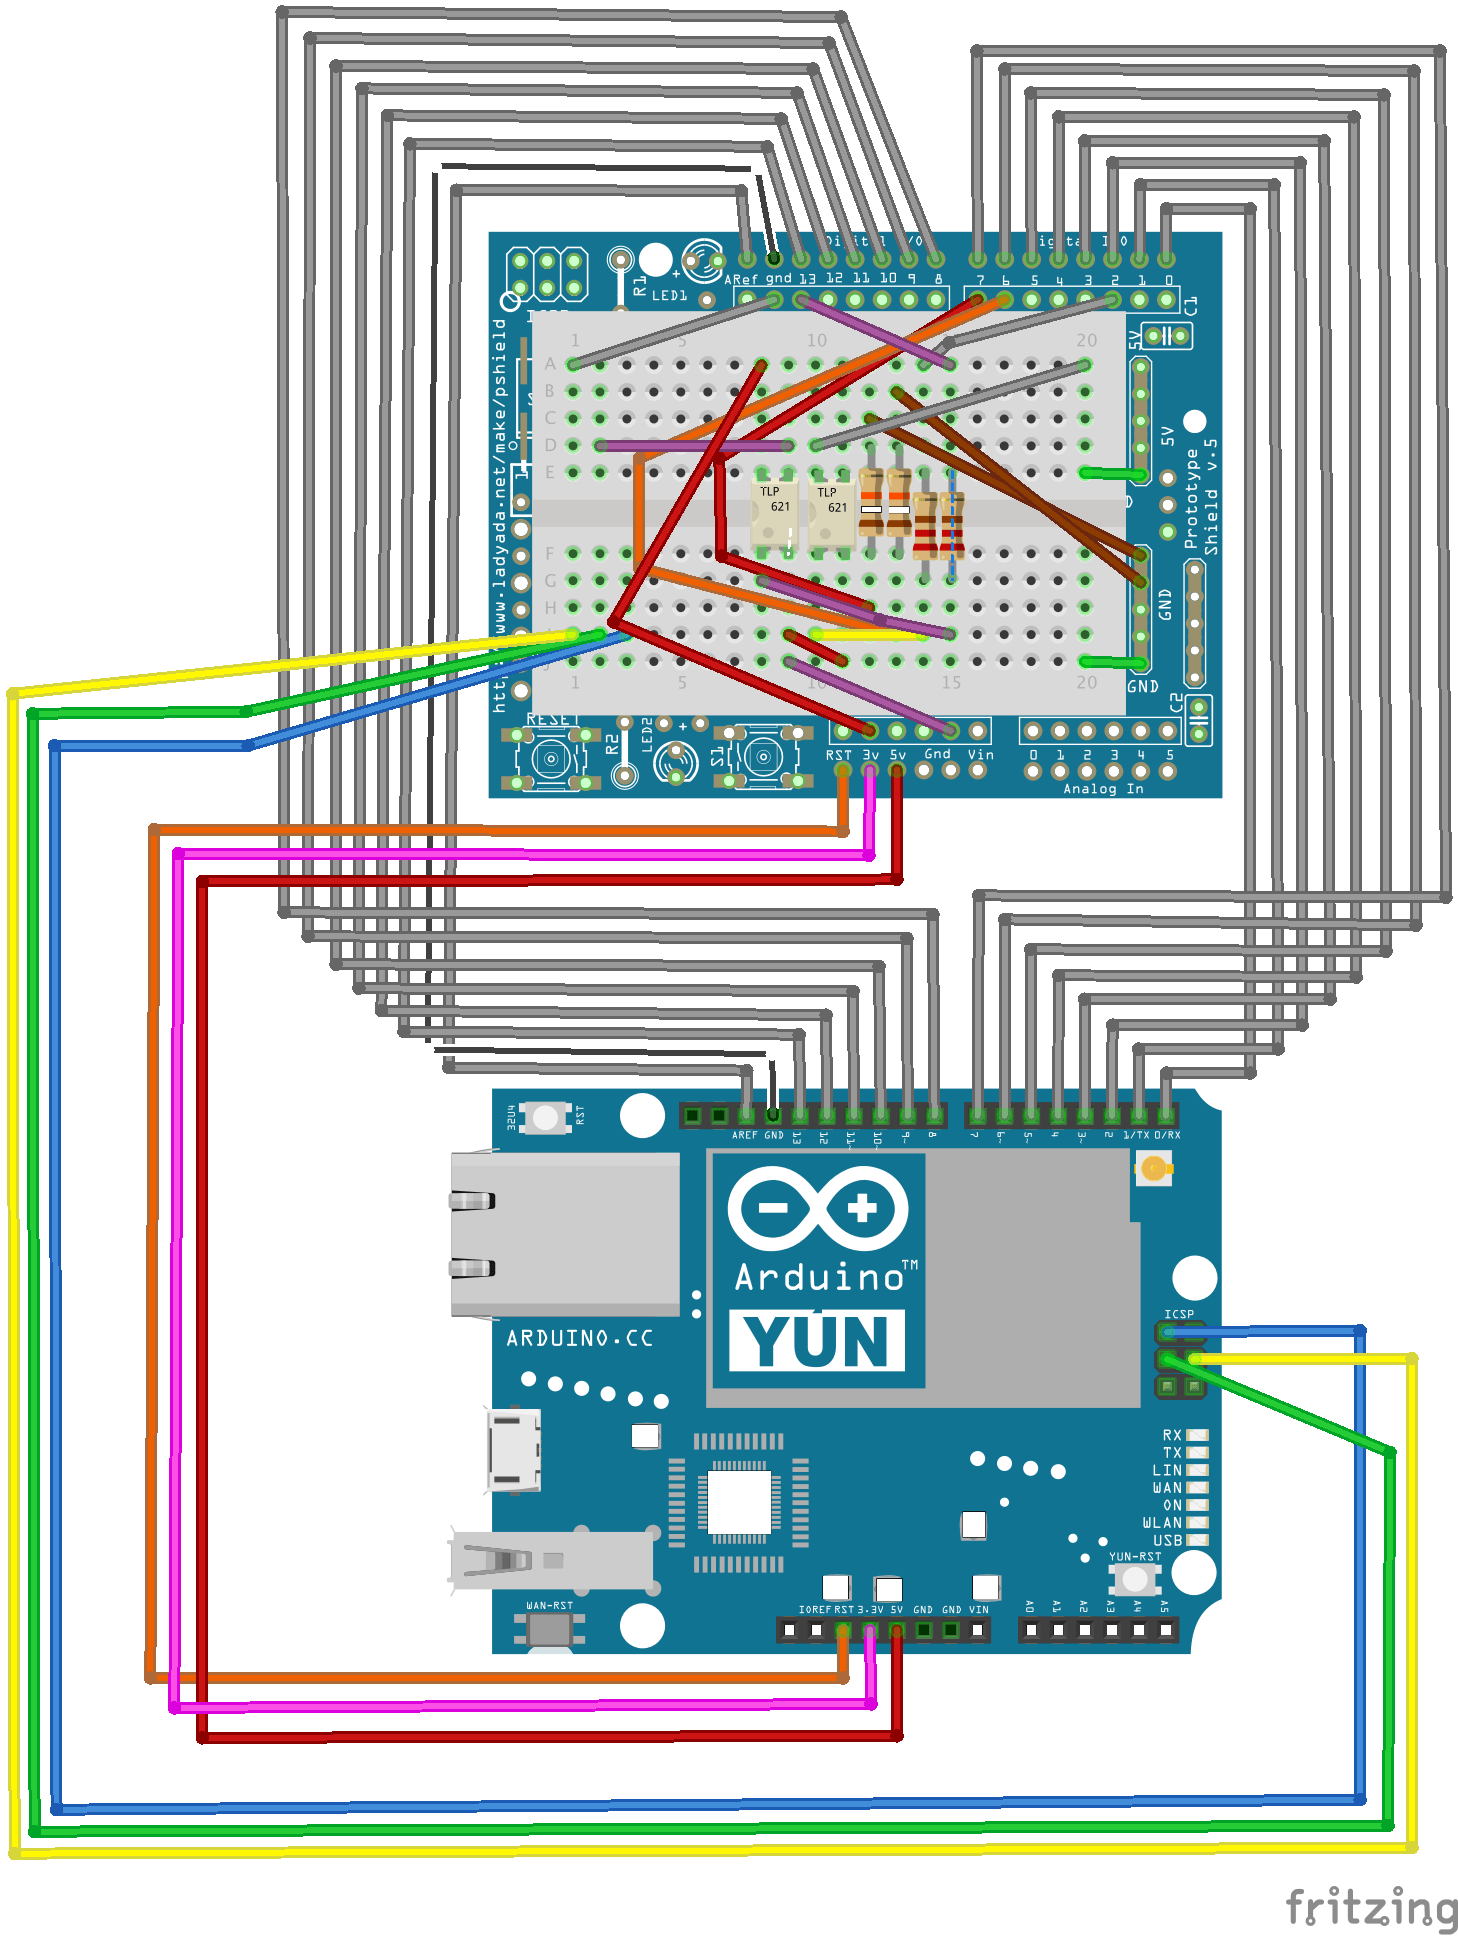 Digital I/0
ARef gnd 13 12 11 10 9 8
7 6 5 4 3 2 1 0
R1
LED1
C1
5V
http://www.ladyada.net/make/pshield
1 5 10 15 20
A
B
C
D
E
F
G
H
J
1 5 10 15 20
TLP
621
TLP
621
1
5V
GND
Prototype
Shield v.5
GND
C2
RESET
R2
LED2
S1
RST 3v 5v Gnd Vin
0 1 2 3 4 5
Analog In
32U4
RST
AREF GND 13 12 11~ 10~ 9~ 8
7 6~ 5~ 4 3~ 2 1/TX 0/RX
Arduino™
YÚN
ARDUINO.CC
ICSP
RX
TX
LIN
WAN
ON
WLAN
USB
YUN-RST
WAN-RST
IOREF RST 3.3V 5V GND GND VIN
A0 A1 A2 A3 A4 A5
fritzing